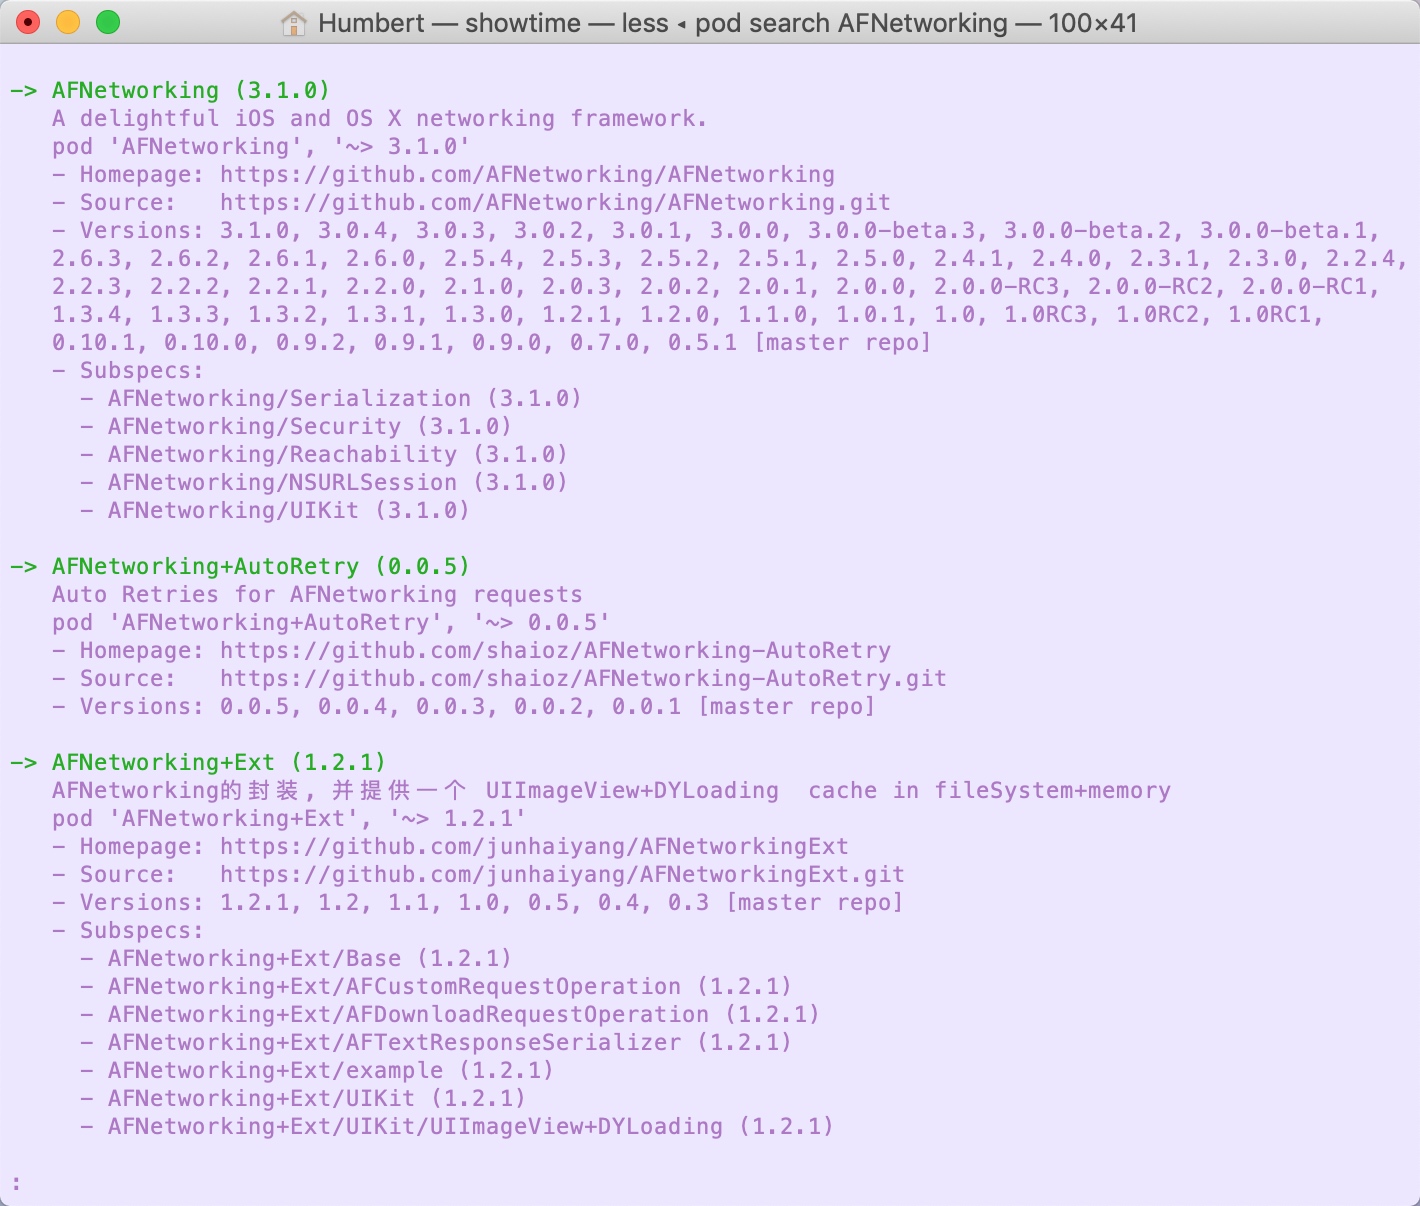 Humbert — showtime — less ◂ pod search AFNetworking — 100×41
-> AFNetworking (3.1.0)
A delightful iOS and OS X networking framework.
pod 'AFNetworking', '~> 3.1.0'
- Homepage: https://github.com/AFNetworking/AFNetworking
- Source:   https://github.com/AFNetworking/AFNetworking.git
- Versions: 3.1.0, 3.0.4, 3.0.3, 3.0.2, 3.0.1, 3.0.0, 3.0.0-beta.3, 3.0.0-beta.2, 3.0.0-beta.1,
2.6.3, 2.6.2, 2.6.1, 2.6.0, 2.5.4, 2.5.3, 2.5.2, 2.5.1, 2.5.0, 2.4.1, 2.4.0, 2.3.1, 2.3.0, 2.2.4,
2.2.3, 2.2.2, 2.2.1, 2.2.0, 2.1.0, 2.0.3, 2.0.2, 2.0.1, 2.0.0, 2.0.0-RC3, 2.0.0-RC2, 2.0.0-RC1,
1.3.4, 1.3.3, 1.3.2, 1.3.1, 1.3.0, 1.2.1, 1.2.0, 1.1.0, 1.0.1, 1.0, 1.0RC3, 1.0RC2, 1.0RC1,
0.10.1, 0.10.0, 0.9.2, 0.9.1, 0.9.0, 0.7.0, 0.5.1 [master repo]
- Subspecs:
- AFNetworking/Serialization (3.1.0)
- AFNetworking/Security (3.1.0)
- AFNetworking/Reachability (3.1.0)
- AFNetworking/NSURLSession (3.1.0)
- AFNetworking/UIKit (3.1.0)
-> AFNetworking+AutoRetry (0.0.5)
Auto Retries for AFNetworking requests
pod 'AFNetworking+AutoRetry', '~> 0.0.5'
- Homepage: https://github.com/shaioz/AFNetworking-AutoRetry
- Source:   https://github.com/shaioz/AFNetworking-AutoRetry.git
- Versions: 0.0.5, 0.0.4, 0.0.3, 0.0.2, 0.0.1 [master repo]
-> AFNetworking+Ext (1.2.1)
AFNetworking的封装, 并提供一个 UIImageView+DYLoading  cache in fileSystem+memory
pod 'AFNetworking+Ext', '~> 1.2.1'
- Homepage: https://github.com/junhaiyang/AFNetworkingExt
- Source:   https://github.com/junhaiyang/AFNetworkingExt.git
- Versions: 1.2.1, 1.2, 1.1, 1.0, 0.5, 0.4, 0.3 [master repo]
- Subspecs:
- AFNetworking+Ext/Base (1.2.1)
- AFNetworking+Ext/AFCustomRequestOperation (1.2.1)
- AFNetworking+Ext/AFDownloadRequestOperation (1.2.1)
- AFNetworking+Ext/AFTextResponseSerializer (1.2.1)
- AFNetworking+Ext/example (1.2.1)
- AFNetworking+Ext/UIKit (1.2.1)
- AFNetworking+Ext/UIKit/UIImageView+DYLoading (1.2.1)
: